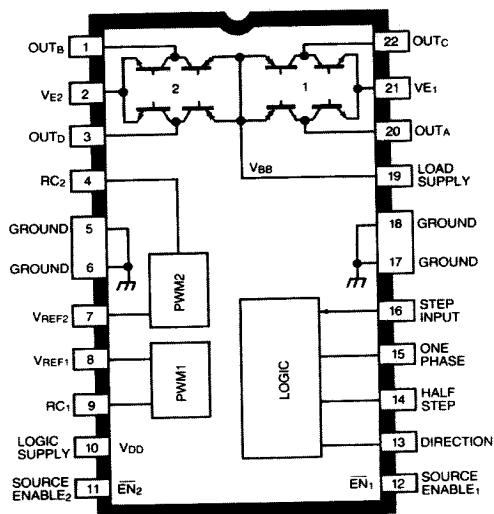 OUTB 1 22 OUTC
VE2 2 2 1 21 VE1
OUTD 3 20 OUTA
RC2 4 VBB 19 LOAD SUPPLY
GROUND 5 18 GROUND
GROUND 6 17 GROUND
VREF2 7 PWM2 16 STEP INPUT
VREF1 8 PWM1 LOGIC 15 ONE PHASE
RC1 9 14 HALF STEP
LOGIC SUPPLY 10 VDD 13 DIRECTION
SOURCE ENABLE2 11 EN2 EN1 12 SOURCE ENABLE1